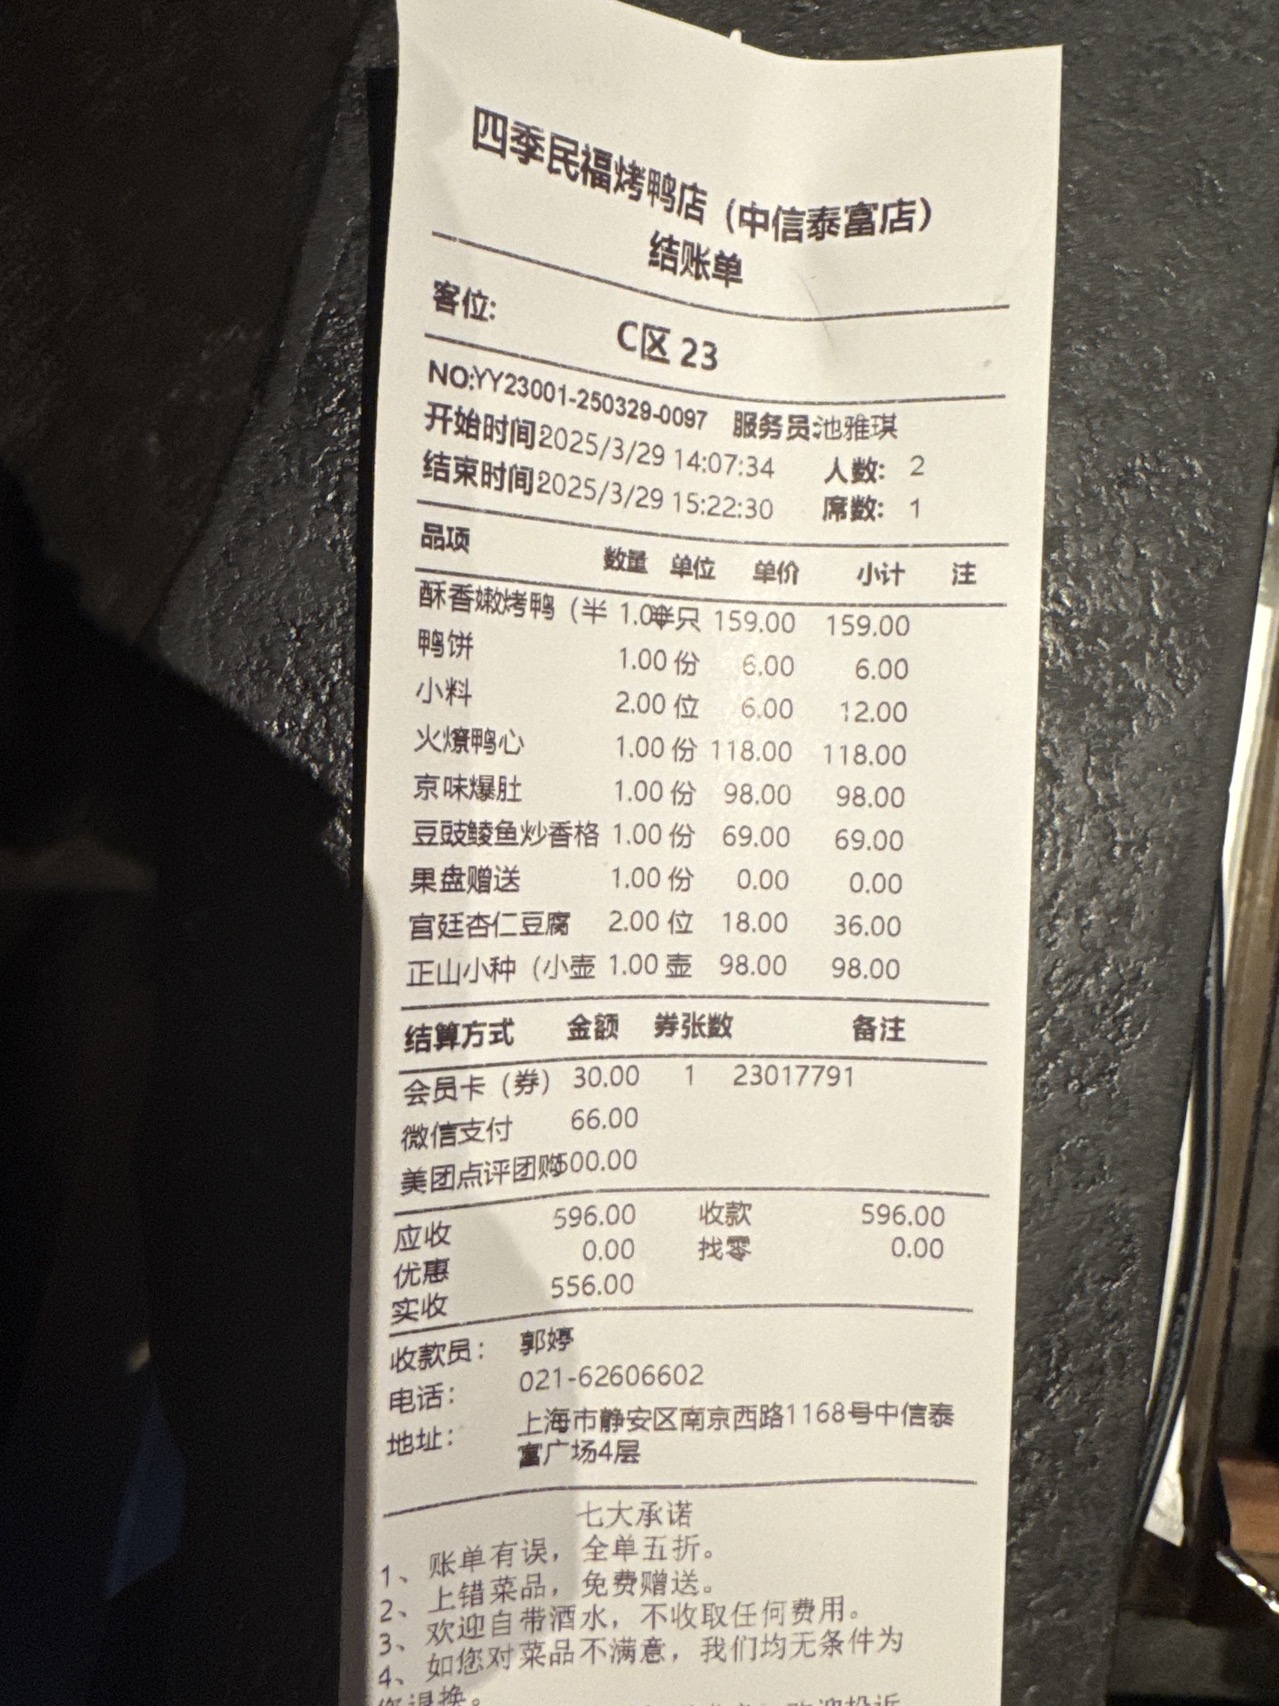 四季民福烤鸭店（中信泰富店）
结账单
客位： C区 23
NO:YY23001-250329-0097 服务员:池雅琪
开始时间2025/3/29 14:07:34 人数： 2
结束时间2025/3/29 15:22:30 席数： 1
品项 数量 单位 单价 小计 注
酥香嫩烤鸭（半 1.0半只 159.00 159.00
鸭饼 1.00 份 6.00 6.00
小料 2.00 位 6.00 12.00
火燎鸭心 1.00 份 118.00 118.00
京味爆肚 1.00 份 98.00 98.00
豆豉鲮鱼炒香格 1.00 份 69.00 69.00
果盘赠送 1.00 份 0.00 0.00
宫廷杏仁豆腐 2.00 位 18.00 36.00
正山小种（小壶 1.00 壶 98.00 98.00
结算方式 金额 券张数 备注
会员卡（券） 30.00 1 23017791
微信支付 66.00
美团点评团购500.00
应收 596.00 收款 596.00
优惠 0.00 找零 0.00
实收 556.00
收款员： 郭婷
电话： 021-62606602
地址： 上海市静安区南京西路1168号中信泰
富广场4层
七大承诺
1、账单有误，全单五折。
2、上错菜品，免费赠送。
3、欢迎自带酒水，不收取任何费用。
4、如您对菜品不满意，我们均无条件为
您退换。